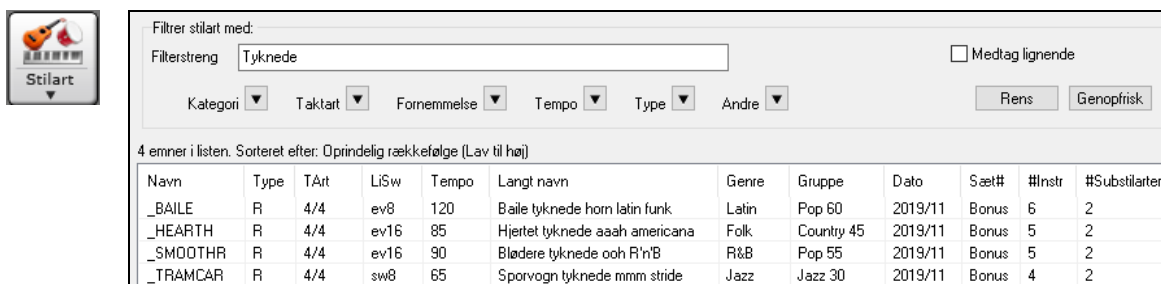 Stilart
Filtrer stilart med:
Filterstreng Tyknede Medtag lignende
Kategori Taktart Fornemmelse Tempo Type Andre Rens Genopfrisk
4 emner i listen. Sorteret efter: Oprindelig rækkefølge (Lav til høj)
Navn Type TArt LiSw Tempo Langt navn Genre Gruppe Dato Sæt# #Instr #Substilarter
_BAILE R 4/4 ev8 120 Baile tyknede horn latin funk Latin Pop 60 2019/11 Bonus 6 2
_HEARTH R 4/4 ev16 85 Hjertet tyknede aaah americana Folk Country 45 2019/11 Bonus 5 2
_SMOOTHR R 4/4 ev16 90 Blødere tyknede ooh R'n'B R&B Pop 55 2019/11 Bonus 5 2
_TRAMCAR R 4/4 sw8 65 Sporvogn tyknede mmm stride Jazz Jazz 30 2019/11 Bonus 4 2